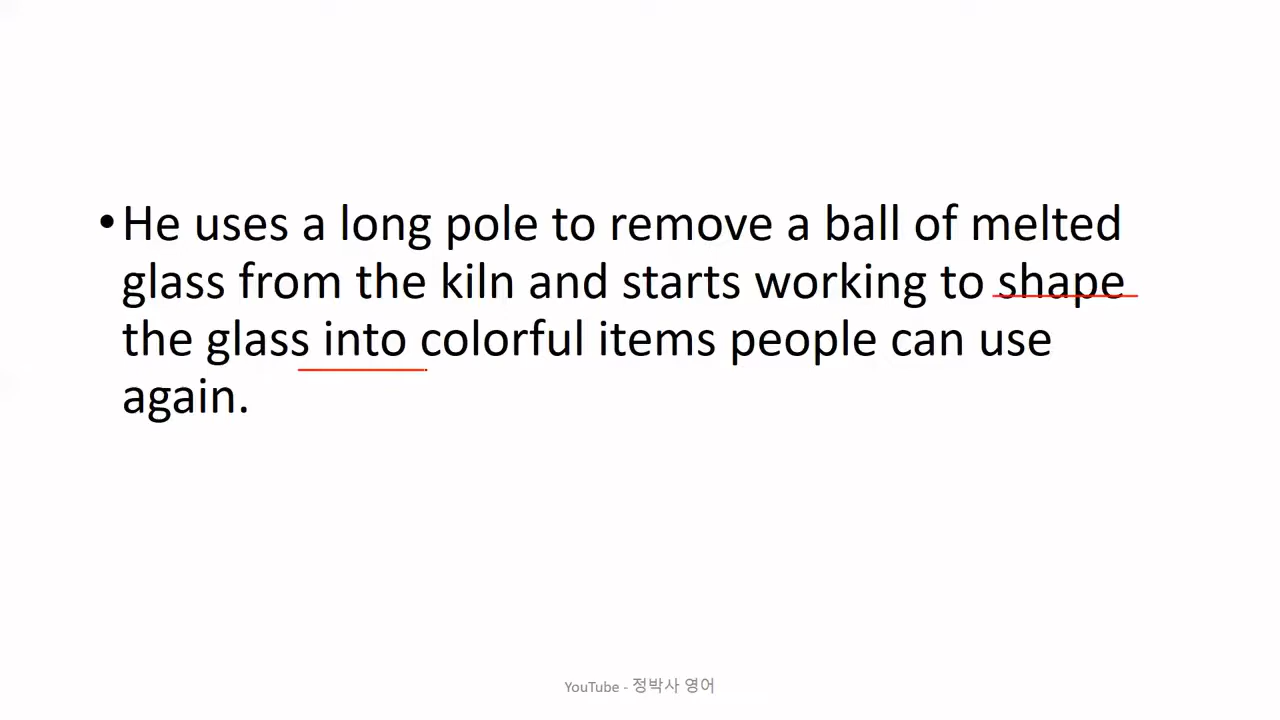 •He uses a long pole to remove a ball of melted
glass from the kiln and starts working to shape
the glass into colorful items people can use
again.
YouTube - 정박사 영어